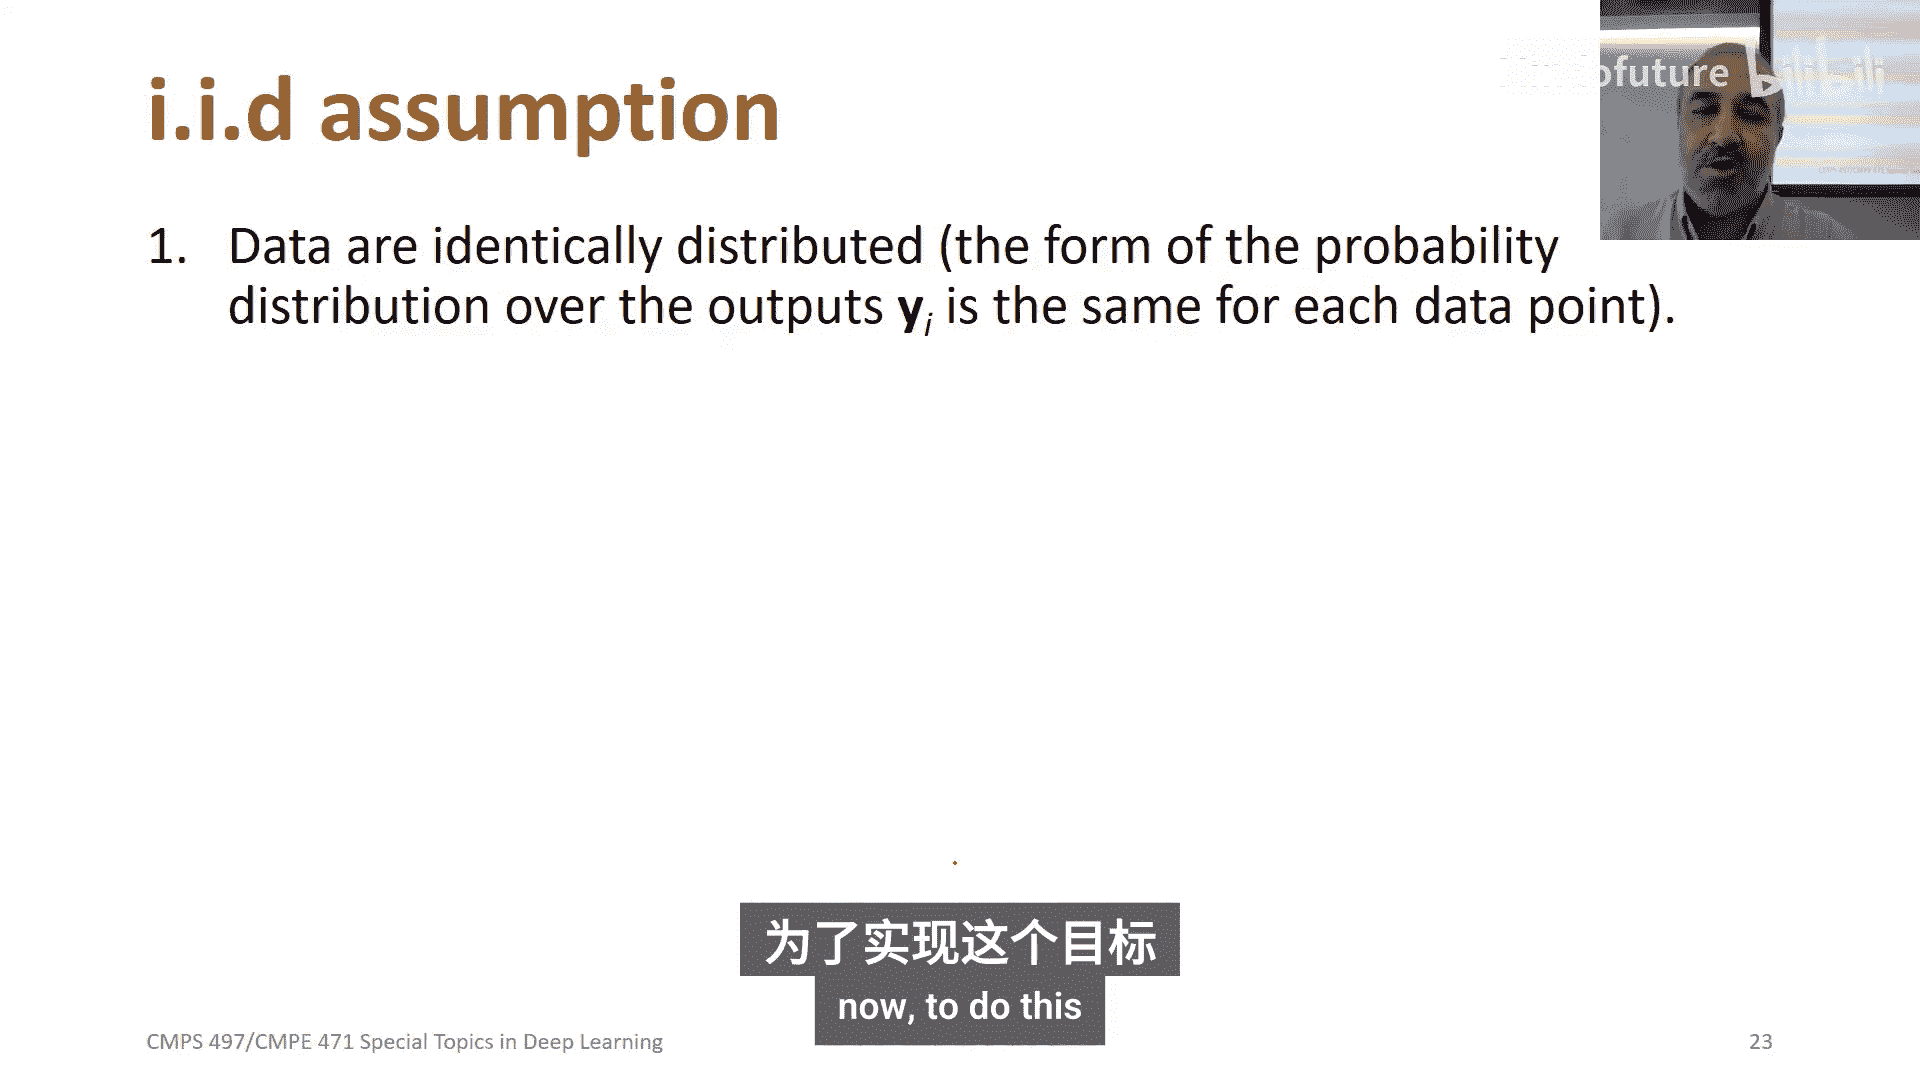 i.i.d assumption
ofuture bilibili
1. Data are identically distributed (the form of the probability
distribution over the outputs yi is the same for each data point).
为了实现这个目标
now, to do this
CMPS 497/CMPE 471 Special Topics in Deep Learning
23